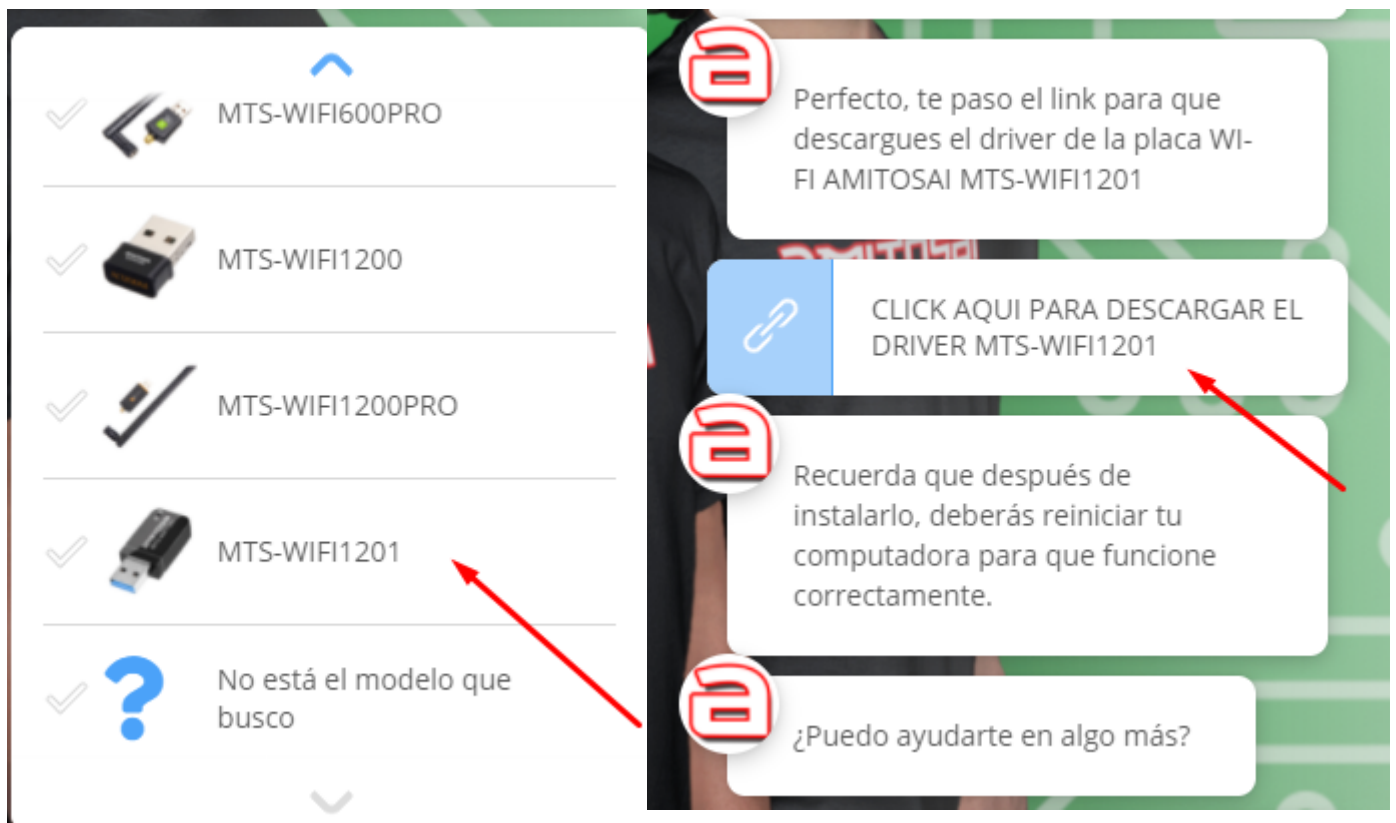 MTS-WIFI600PRO
MTS-WIFI1200
MTS-WIFI1200PRO
MTS-WIFI1201
No está el modelo que
busco
Perfecto, te paso el link para que
descargues el driver de la placa WI-
FI AMITOSAI MTS-WIFI1201
CLICK AQUI PARA DESCARGAR EL
DRIVER MTS-WIFI1201
Recuerda que después de
instalarlo, deberás reiniciar tu
computadora para que funcione
correctamente.
¿Puedo ayudarte en algo más?